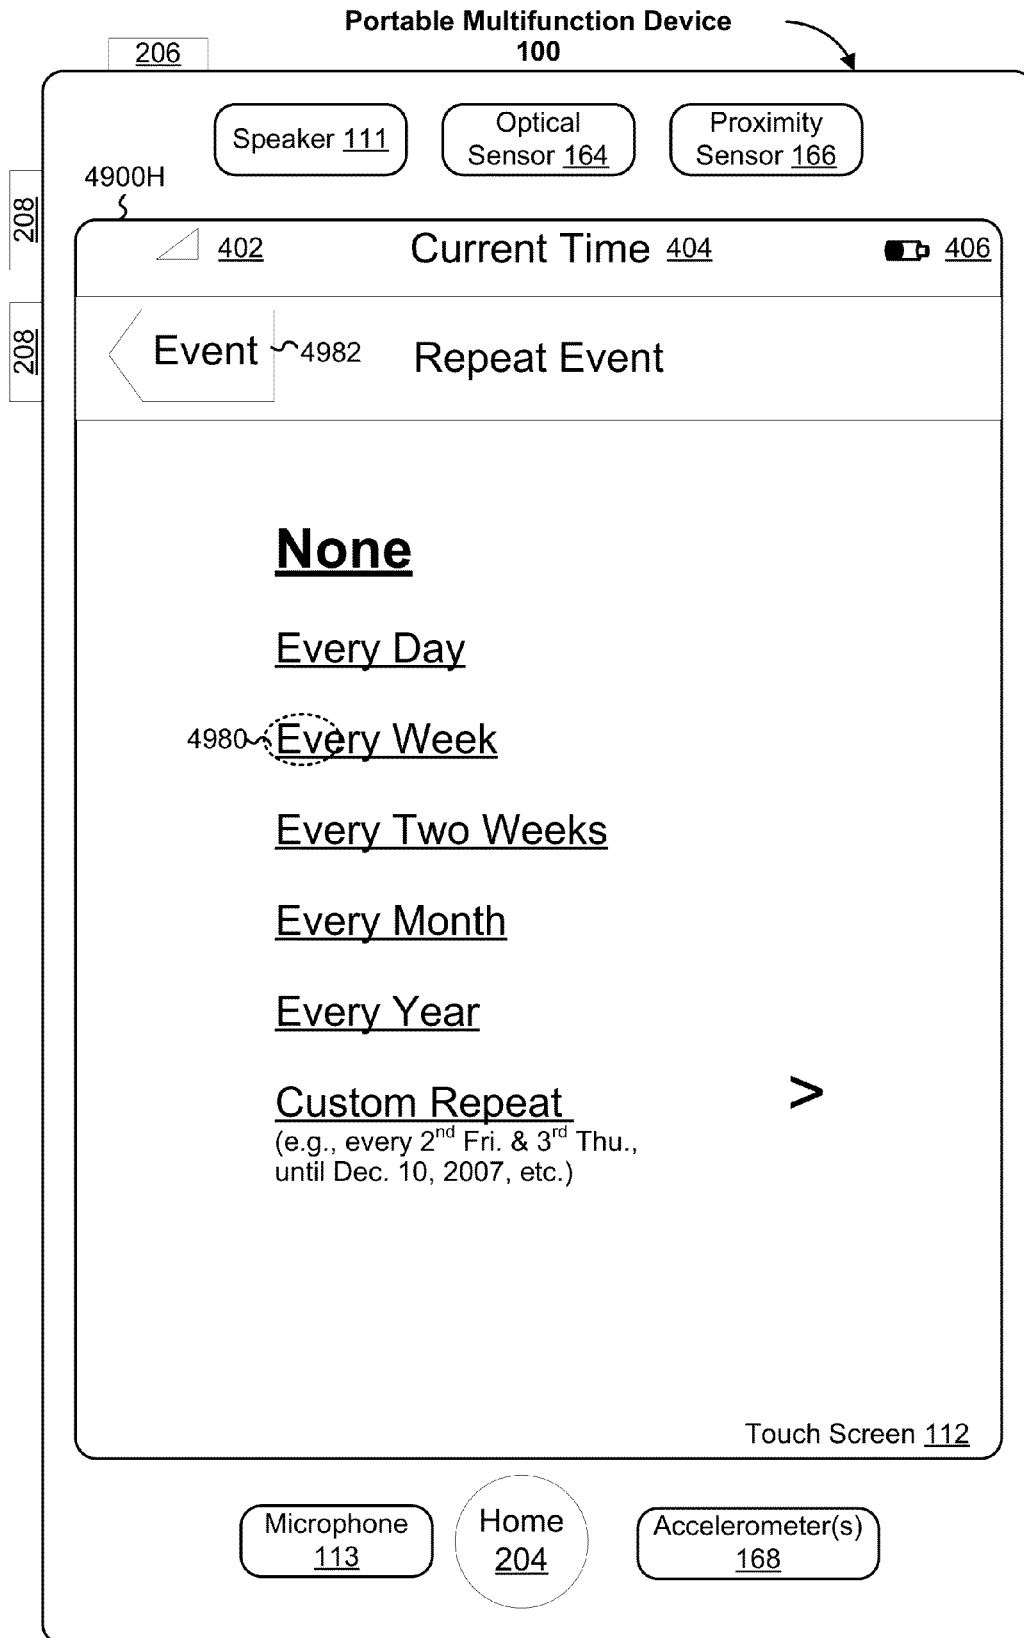 Portable Multifunction Device
100
206
Speaker 111
Optical
Sensor 164
Proximity
Sensor 166
4900H
208
208
402
Current Time 404
406
Event
4982
Repeat Event
None
Every Day
4980
Every Week
Every Two Weeks
Every Month
Every Year
Custom Repeat
>
(e.g., every 2nd Fri. & 3rd Thu.,
until Dec. 10, 2007, etc.)
Touch Screen 112
Microphone
113
Home
204
Accelerometer(s)
168